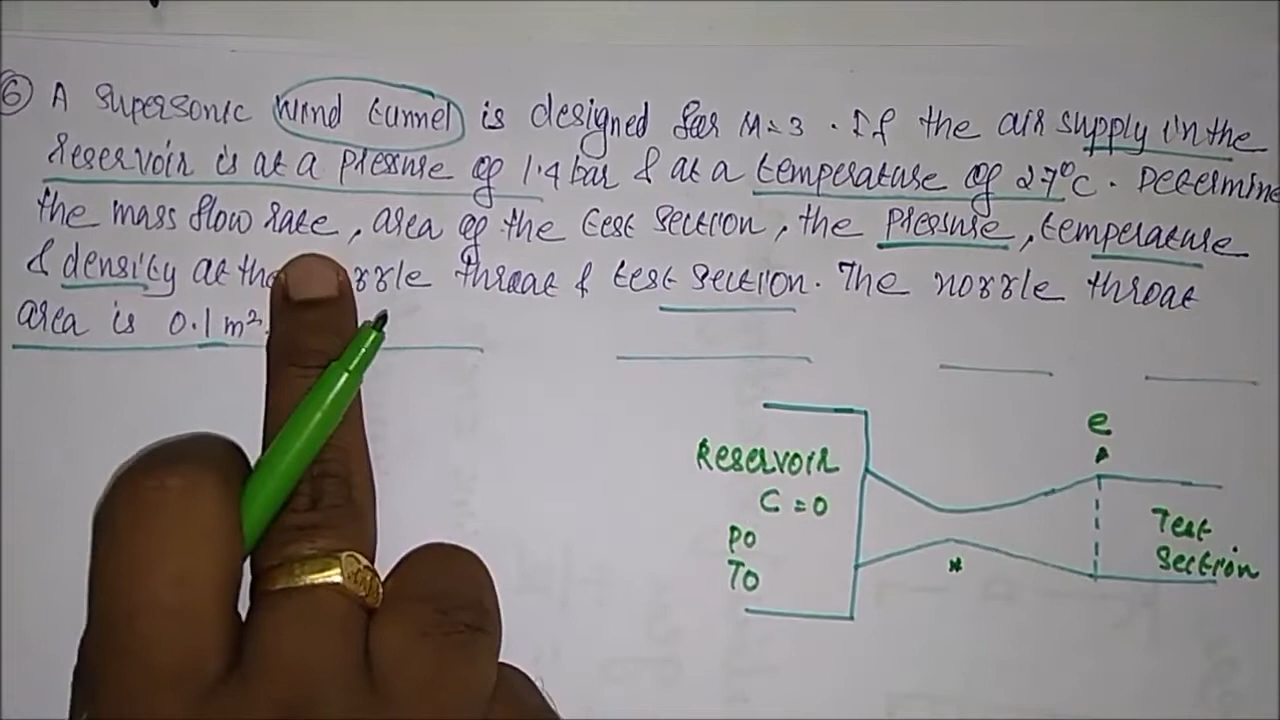 ⑥ A supersonic wind tunnel is designed for M=3. If the air supply in the
reservoir is at a pressure of 1.4 bar & at a temperature of 27°C. Determine
the mass flow rate, area of the test section, the pressure, temperature
& density at the throat & test section. The nozzle throat
area is 0.1 m².
e
Reservoir
C = 0
P0
T0
*
Test
section